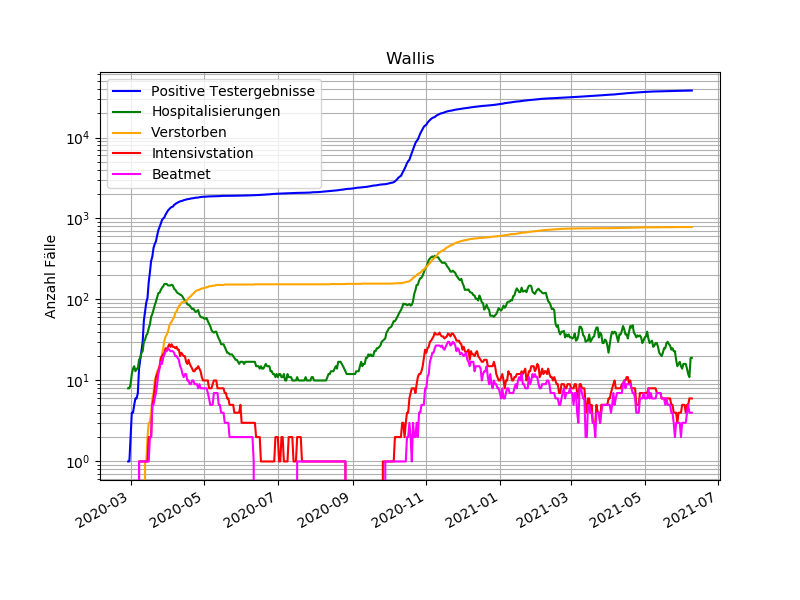 Wallis
Positive Testergebnisse
Hospitalisierungen
Verstorben
Intensivstation
Beatmet
Anzahl Fälle
10^4
10^3
10^2
10^1
10^0
2020-03
2020-05
2020-07
2020-09
2020-11
2021-01
2021-03
2021-05
2021-07